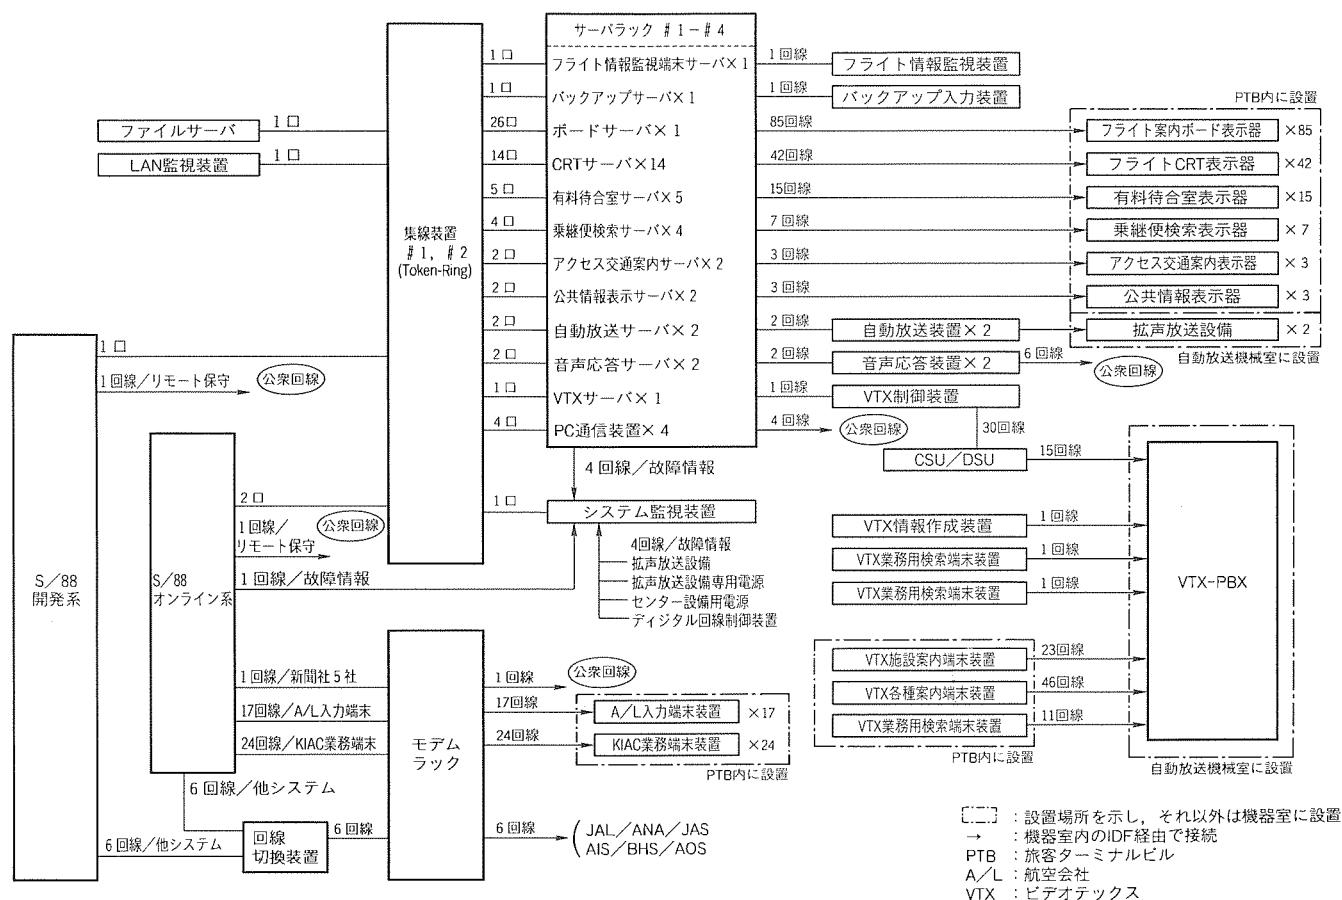 サーバラック #1-#4
1口
フライト情報監視端末サーバ×1
1回線
フライト情報監視装置
1口
バックアップサーバ×1
1回線
バックアップ入力装置
PTB内に設置
ファイルサーバ
1口
26口
ボードサーバ×1
85回線
フライト案内ボード表示器
×85
LAN監視装置
1口
14口
CRTサーバ×14
42回線
フライトCRT表示器
×42
5口
有料待合室サーバ×5
15回線
有料待合室表示器
×15
集線装置
#1, #2
(Token-Ring)
4口
乗継便検索サーバ×4
7回線
乗継便検索表示器
×7
2口
アクセス交通案内サーバ×2
3回線
アクセス交通案内表示器
×3
2口
公共情報表示サーバ×2
3回線
公共情報表示器
×3
2口
自動放送サーバ×2
2回線
自動放送装置×2
拡声放送設備
×2
自動放送機械室に設置
2口
音声応答サーバ×2
2回線
音声応答装置×2
6回線
公衆回線
1口
VTXサーバ×1
1回線
VTX制御装置
4口
PC通信装置×4
4回線
公衆回線
30回線
CSU/DSU
15回線
1口
1回線/リモート保守
公衆回線
S/88
開発系
4回線/故障情報
2口
1回線/
リモート保守
公衆回線
1口
システム監視装置
S/88
オンライン系
1回線/故障情報
4回線/故障情報
拡声放送設備
拡声放送設備専用電源
センター設備用電源
ディジタル回線制御装置
VTX情報作成装置
1回線
VTX業務用検索端末装置
1回線
VTX業務用検索端末装置
1回線
VTX-PBX
VTX施設案内端末装置
23回線
VTX各種案内端末装置
46回線
VTX業務用検索端末装置
11回線
PTB内に設置
自動放送機械室に設置
1回線/新聞社5社
1回線
公衆回線
17回線/A/L入力端末
17回線
A/L入力端末装置
×17
24回線/KIAC業務端末
モデム
ラック
24回線
KIAC業務端末装置
×24
PTB内に設置
6回線/他システム
6回線/他システム
回線
切換装置
6回線
6回線
(JAL/ANA/JAS
AIS/BHS/AOS
:設置場所を示し,それ以外は機器室に設置
→ :機器室内のIDF経由で接続
PTB :旅客ターミナルビル
A/L :航空会社
VTX :ビデオテックス